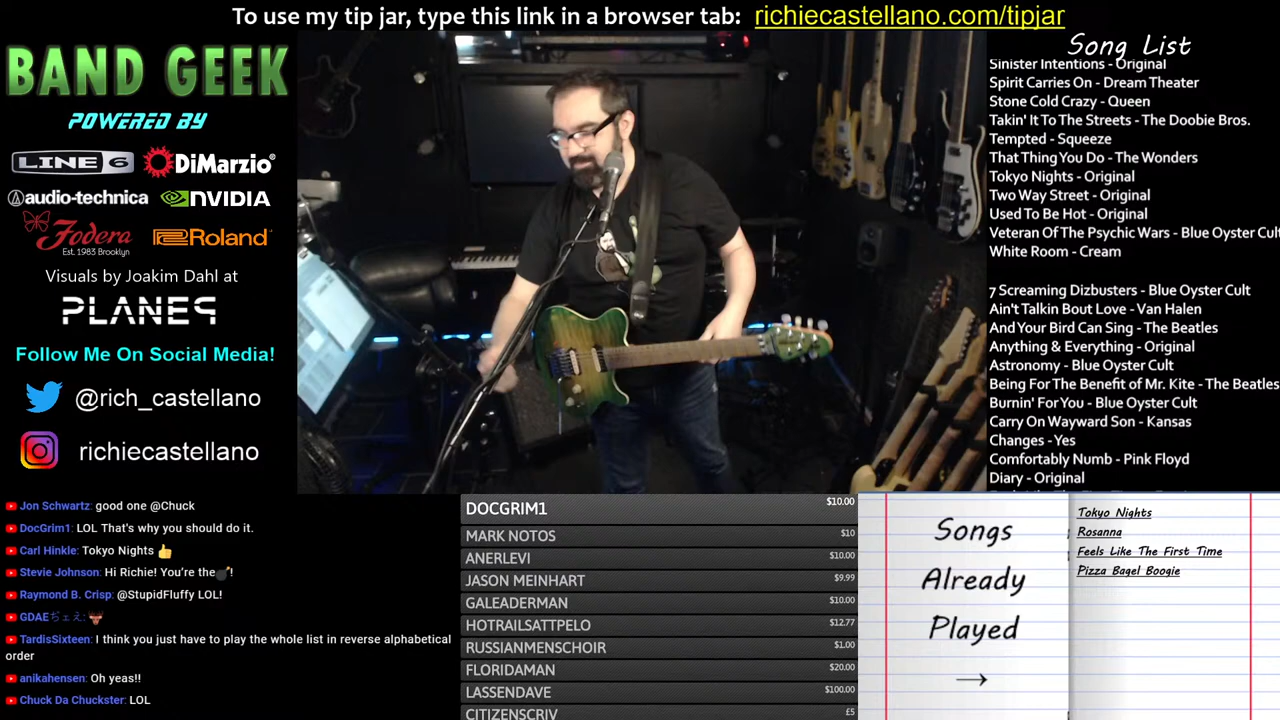 To use my tip jar, type this link in a browser tab: richiecastellano.com/tipjar
BAND GEEK
POWERED BY
LINE 6
DiMarzio
audio-technica
NVIDIA
Fodera
Est. 1983 Brooklyn
Roland
Visuals by Joakim Dahl at
PLANE9
Follow Me On Social Media!
@rich_castellano
richiecastellano
Song List
Sinister Intentions - Original
Spirit Carries On - Dream Theater
Stone Cold Crazy - Queen
Takin' It To The Streets - The Doobie Bros.
Tempted - Squeeze
That Thing You Do - The Wonders
Tokyo Nights - Original
Two Way Street - Original
Used To Be Hot - Original
Veteran Of The Psychic Wars - Blue Oyster Cult
White Room - Cream
7 Screaming Dizbusters - Blue Oyster Cult
Ain't Talkin Bout Love - Van Halen
And Your Bird Can Sing - The Beatles
Anything & Everything - Original
Astronomy - Blue Oyster Cult
Being For The Benefit of Mr. Kite - The Beatles
Burnin' For You - Blue Oyster Cult
Carry On Wayward Son - Kansas
Changes - Yes
Comfortably Numb - Pink Floyd
Diary - Original
Jon Schwartz: good one @Chuck
DocGrim1: LOL That's why you should do it.
Carl Hinkle: Tokyo Nights 👍
Stevie Johnson: Hi Richie! You're the💣!
Raymond B. Crisp: @StupidFluffy LOL!
GDAEぢェえ:
TardisSixteen: I think you just have to play the whole list in reverse alphabetical
order
anikahensen: Oh yeas!!
Chuck Da Chuckster: LOL
DOCGRIM1 $10.00
MARK NOTOS $10
ANERLEVI $10.00
JASON MEINHART $9.99
GALEADERMAN $10.00
HOTRAILSATTPELO $12.77
RUSSIANMENSCHOIR $1.00
FLORIDAMAN $20.00
LASSENDAVE $100.00
CITIZENSCRIV £5
Songs
Already
Played
→
Tokyo Nights
Rosanna
Feels Like The First Time
Pizza Bagel Boogie